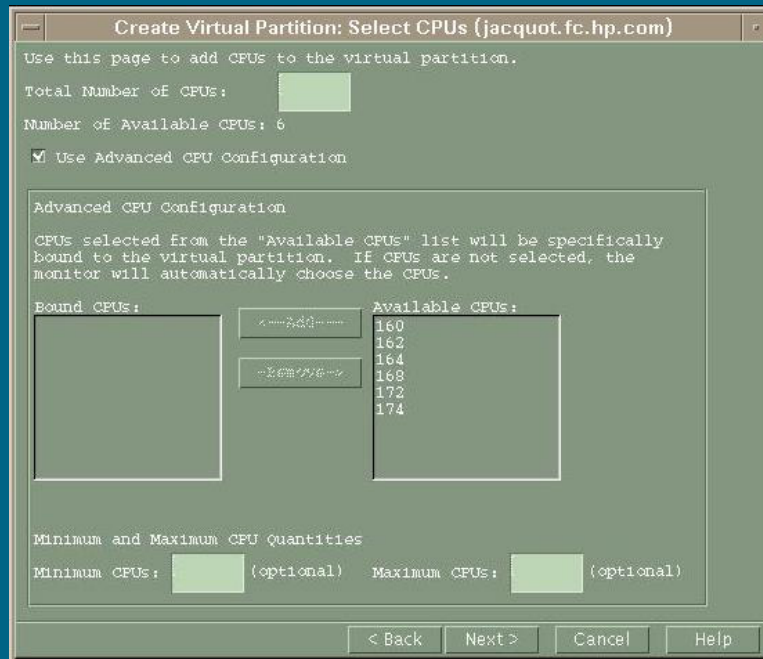 Create Virtual Partition: Select CPUs (jacquot.fc.hp.com)
Use this page to add CPUs to the virtual partition.
Total Number of CPUs:
Number of Available CPUs: 6
Use Advanced CPU Configuration
Advanced CPU Configuration
CPUs selected from the "Available CPUs" list will be specifically
bound to the virtual partition. If CPUs are not selected, the
monitor will automatically choose the CPUs.
Bound CPUs:
Available CPUs:
<--Add---
-Remove->
160
162
164
168
172
174
Minimum and Maximum CPU Quantities
Minimum CPUs: (optional) Maximum CPUs: (optional)
< Back Next > Cancel Help